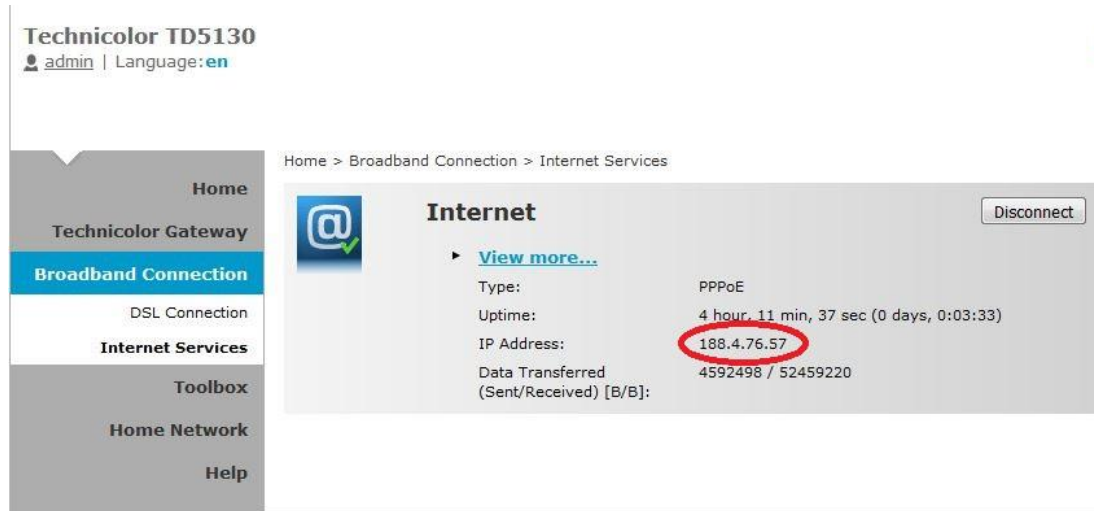 Technicolor TD5130
admin | Language:en
Home > Broadband Connection > Internet Services
Home
Technicolor Gateway
Broadband Connection
DSL Connection
Internet Services
Toolbox
Home Network
Help
Internet
Disconnect
View more...
Type: PPPoE
Uptime: 4 hour, 11 min, 37 sec (0 days, 0:03:33)
IP Address: 188.4.76.57
Data Transferred 4592498 / 52459220
(Sent/Received) [B/B]: